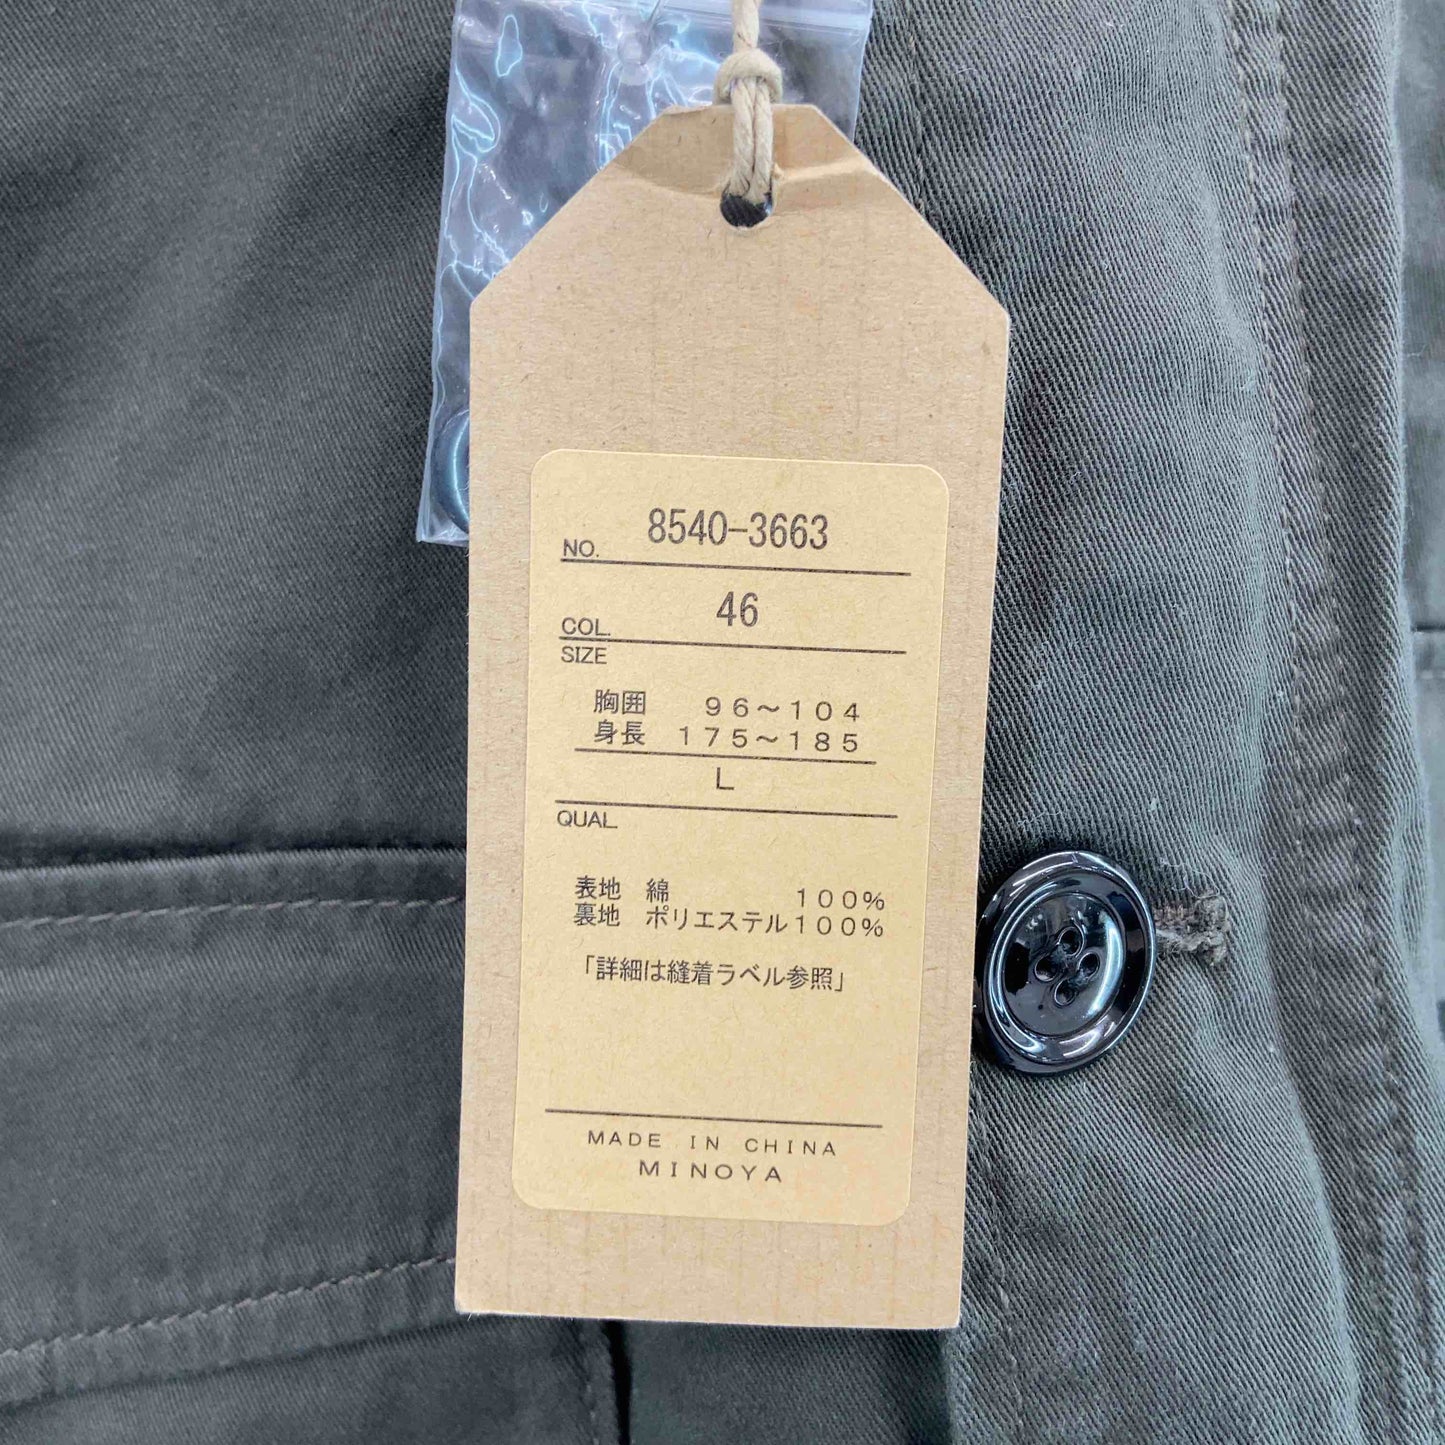 NO. 8540-3663
COL. 46
SIZE
胸囲 96～104
身長 175～185
L
QUAL
表地 綿 100%
裏地 ポリエステル100%
「詳細は縫着ラベル参照」
MADE IN CHINA
MINOYA